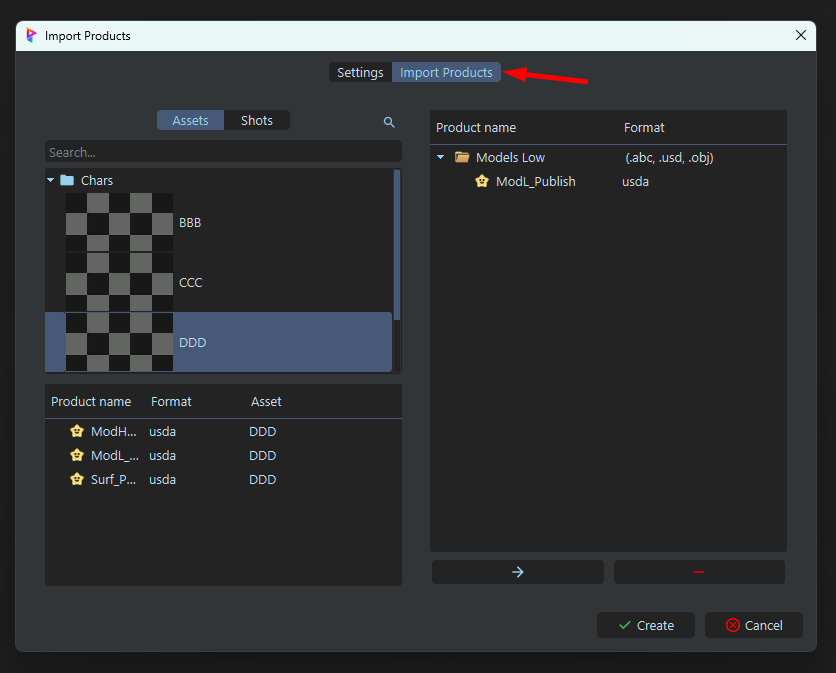 Import Products
Settings Import Products
Assets Shots
Search...
Chars
BBB
CCC
DDD
Product name Format Asset
ModH... usda DDD
ModL_... usda DDD
Surf_P... usda DDD
Product name Format
Models Low (.abc, .usd, .obj)
ModL_Publish usda
Create Cancel